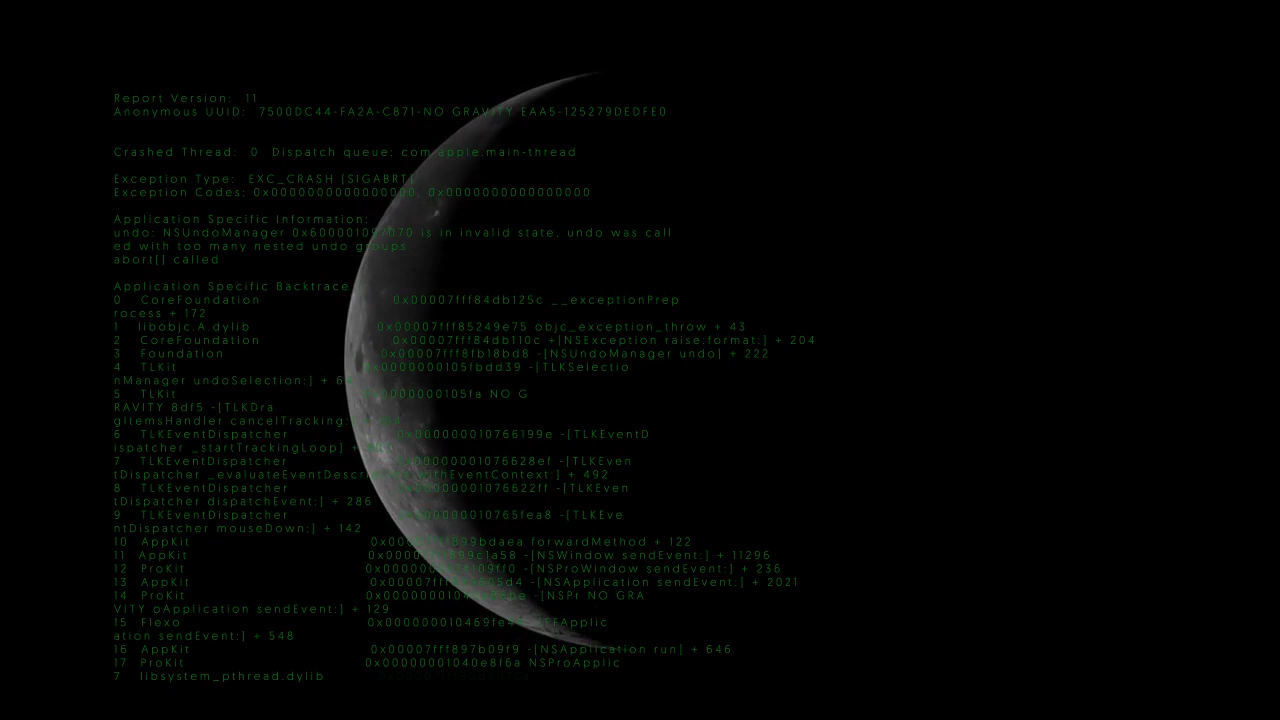 Report Version: 11
Anonymous UUID: 7500DC44-FA2A-C871-NO GRAVITY EAA5-125279DEDFE0
Crashed Thread: 0 Dispatch queue: com.apple.main-thread
Exception Type: EXC_CRASH (SIGABRT)
Exception Codes: 0x0000000000000000, 0x0000000000000000
Application Specific Information:
undo: NSUndoManager is in invalid state, undo was call
ed with too many nested undo groups
abort[] called
Application Specific Backtrace
0 CoreFoundation 0x00007fff84db125c __exceptionPrep
rocess + 172
1 libobjc.A.dylib 0x00007fff85249e75 objc_exception_throw + 43
2 CoreFoundation 0x00007fff84db110c +[NSException raise:format:] + 204
3 Foundation 0x00007fff8fb18bd8 -[NSUndoManager undo] + 222
4 TLKit 0x0000000105fbdd39 -[TLKSelectio
nManager undoSelection:] +
5 TLKit 0x0000000105fa NO G
RAVITY 8df5 -[TLKDra
gItemsHandler cancelTracking:
6 TLKEventDispatcher 0x000000010766199e -[TLKEventD
ispatcher _startTrackingLoop] +
7 TLKEventDispatcher 0x00000001076628ef -[TLKEven
tDispatcher withEventContext:] + 492
8 TLKEventDispatcher 0x00000001076622ff -[TLKEven
tDispatcher dispatchEvent:] + 286
9 TLKEventDispatcher 0x000000010765fea8 -[TLKEve
ntDispatcher mouseDown:] + 142
10 AppKit forwardMethod + 122
11 AppKit -[NSWindow sendEvent:] + 11296
12 ProKit -[NSProWindow sendEvent:] + 236
13 AppKit -[NSApplication sendEvent:] + 2021
14 ProKit -[NSPr NO GRA
VITY oApplication sendEvent:] + 129
15 Flexo
ation sendEvent:] + 548
16 AppKit 0x00007fff897b09f9 -[NSApplication run] + 646
17 ProKit 0x00000001040e8f6a NSProApplic
7 libsystem_pthread.dylib